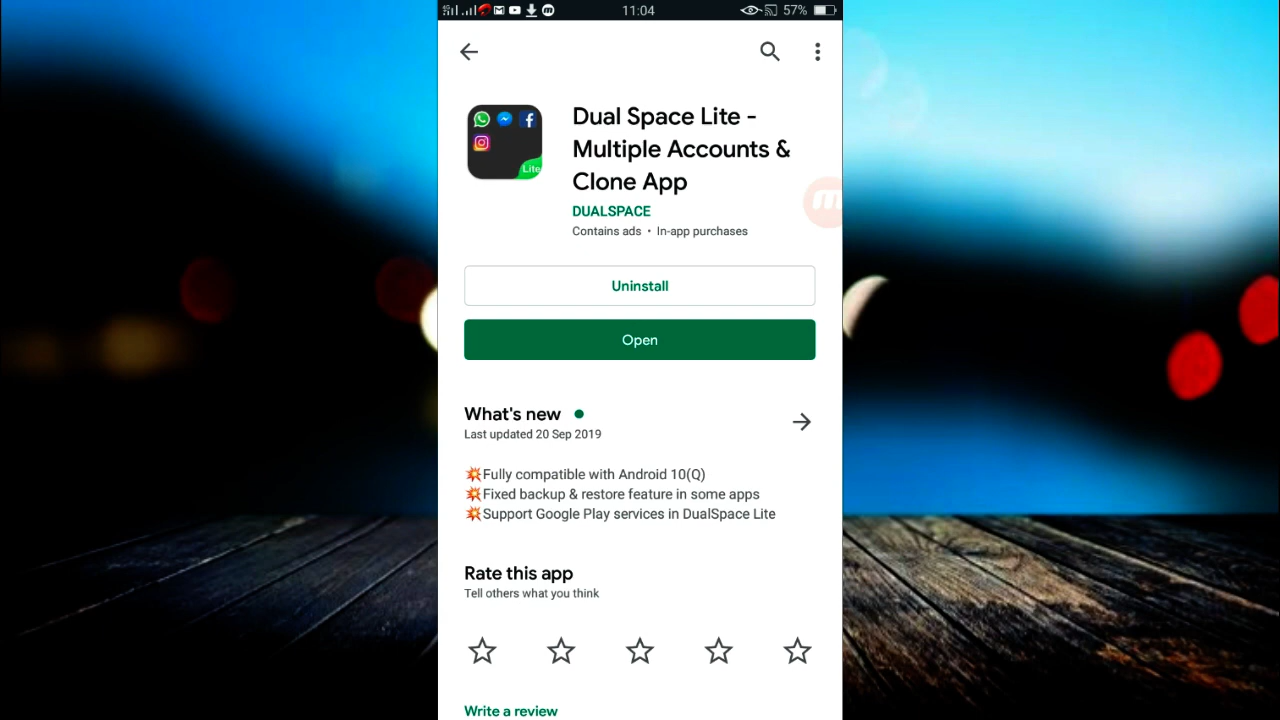 11:04
57%
Dual Space Lite -
Multiple Accounts &
Clone App
Lite
DUALSPACE
Contains ads • In-app purchases
Uninstall
Open
What's new
Last updated 20 Sep 2019
💥Fully compatible with Android 10(Q)
💥Fixed backup & restore feature in some apps
💥Support Google Play services in DualSpace Lite
Rate this app
Tell others what you think
Write a review